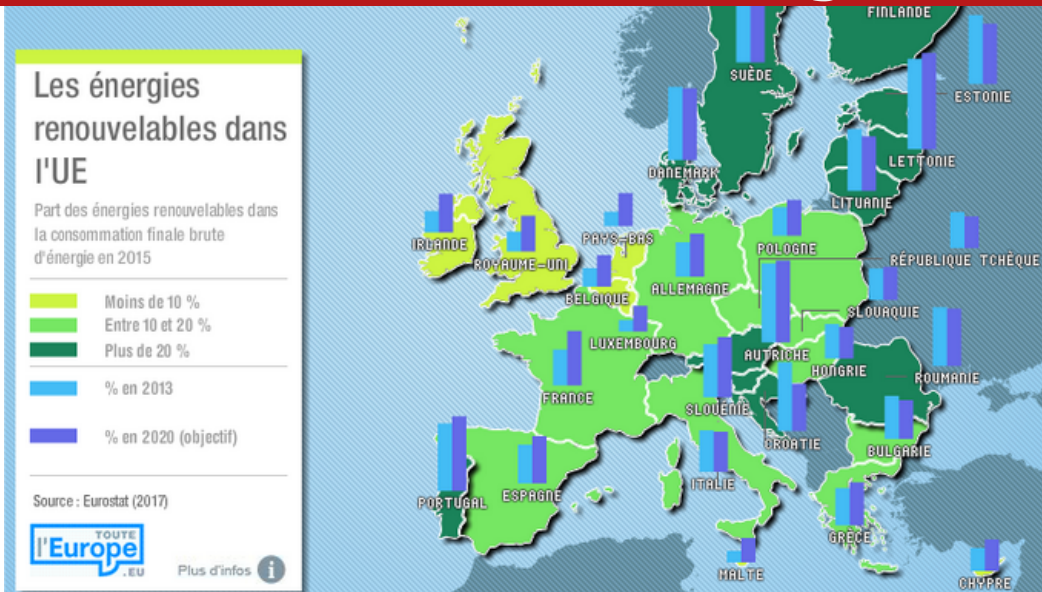 Les énergies
renouvelables dans
l'UE
Part des énergies renouvelables dans
la consommation finale brute
d'énergie en 2015
Moins de 10 %
Entre 10 et 20 %
Plus de 20 %
% en 2013
% en 2020 (objectif)
Source : Eurostat (2017)
TOUTE
l'Europe
.EU
Plus d'infos i
FINLANDE
SUÈDE
ESTONIE
LETTONIE
DANEMARK
LITUANIE
IRLANDE
PAYS-BAS
POLOGNE
ROYAUME-UNI
RÉPUBLIQUE TCHÈQUE
BELGIQUE
ALLEMAGNE
SLOVAQUIE
LUXEMBOURG
AUTRICHE
HONGRIE
ROUMANIE
FRANCE
SLOVÉNIE
CROATIE
BULGARIE
ITALIE
PORTUGAL
ESPAGNE
GRÈCE
MALTE
CHYPRE